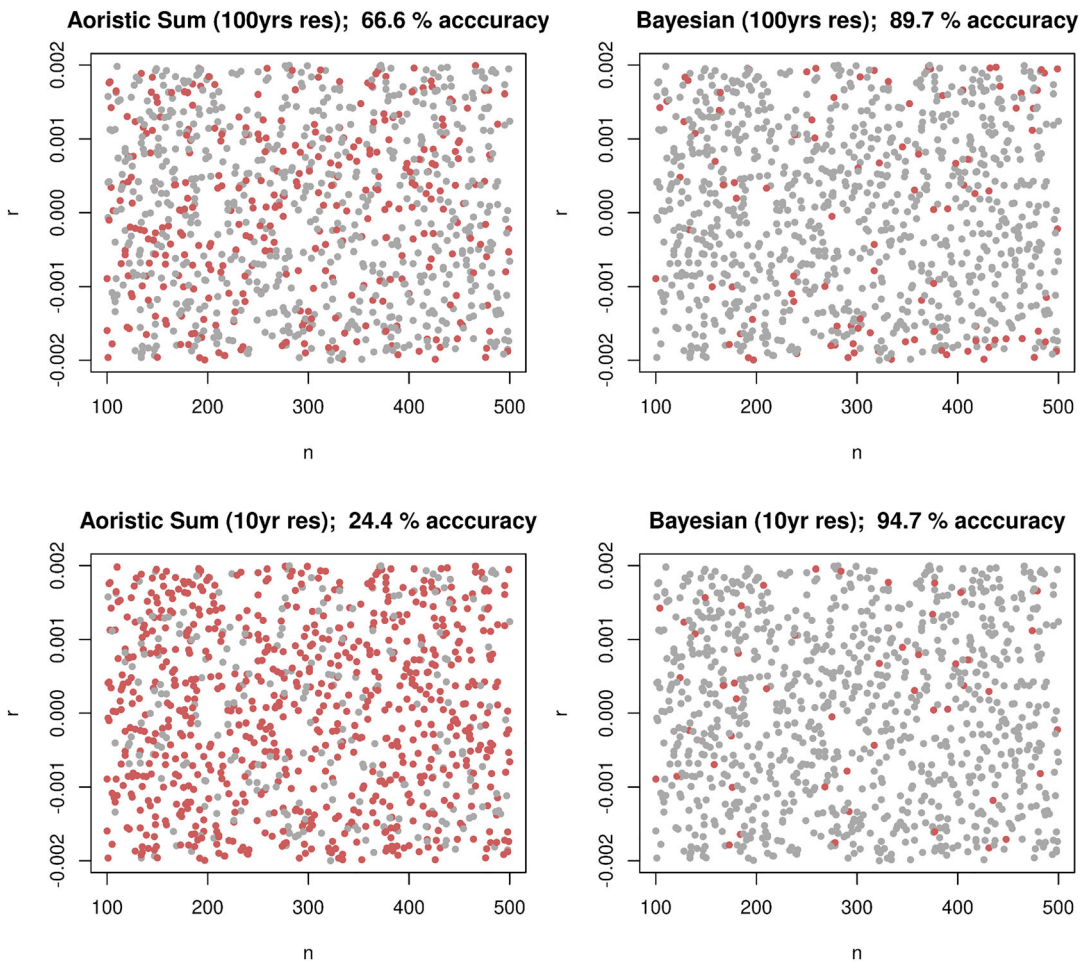 Aoristic Sum (100yrs res);  66.6 % acccuracy
0.002
0.001
0.000
-0.001
-0.002
r
100 200 300 400 500
n
Bayesian (100yrs res);  89.7 % acccuracy
0.002
0.001
0.000
-0.001
-0.002
r
100 200 300 400 500
n
Aoristic Sum (10yr res);  24.4 % acccuracy
0.002
0.001
0.000
-0.001
-0.002
r
100 200 300 400 500
n
Bayesian (10yr res);  94.7 % acccuracy
0.002
0.001
0.000
-0.001
-0.002
r
100 200 300 400 500
n